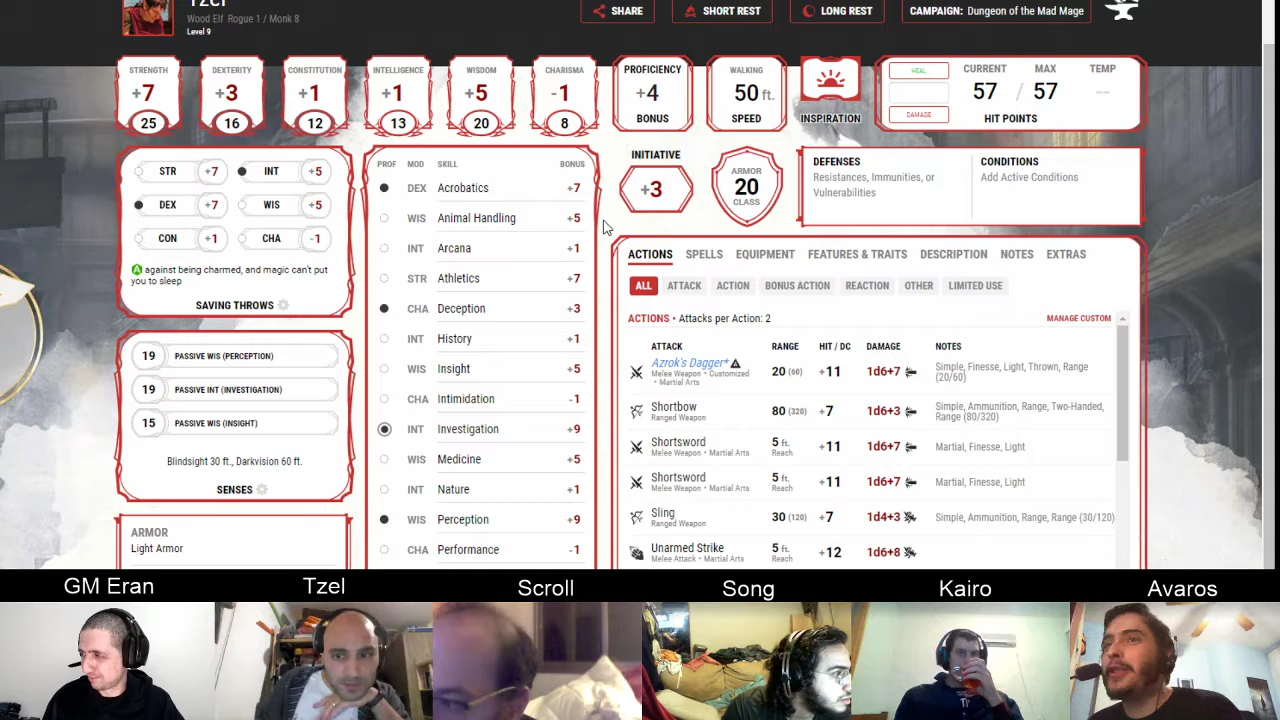 Tzel
Wood Elf Rogue 1 / Monk 8
Level 9
SHARE
SHORT REST
LONG REST
CAMPAIGN: Dungeon of the Mad Mage
STRENGTH
+7
25
DEXTERITY
+3
16
CONSTITUTION
+1
12
INTELLIGENCE
+1
13
WISDOM
+5
20
CHARISMA
-1
8
PROFICIENCY
+4
BONUS
WALKING
50 ft.
SPEED
INSPIRATION
HEAL
DAMAGE
CURRENT MAX TEMP
57 / 57 --
HIT POINTS
STR +7 INT +5
DEX +7 WIS +5
CON +1 CHA -1
A against being charmed, and magic can't put
you to sleep
SAVING THROWS
19 PASSIVE WIS (PERCEPTION)
19 PASSIVE INT (INVESTIGATION)
15 PASSIVE WIS (INSIGHT)
Blindsight 30 ft., Darkvision 60 ft.
SENSES
ARMOR
Light Armor
PROF MOD SKILL BONUS
DEX Acrobatics +7
WIS Animal Handling +5
INT Arcana +1
STR Athletics +7
CHA Deception +3
INT History +1
WIS Insight +5
CHA Intimidation -1
INT Investigation +9
WIS Medicine +5
INT Nature +1
WIS Perception +9
CHA Performance -1
INITIATIVE
+3
ARMOR
20
CLASS
DEFENSES
Resistances, Immunities, or
Vulnerabilities
CONDITIONS
Add Active Conditions
ACTIONS SPELLS EQUIPMENT FEATURES & TRAITS DESCRIPTION NOTES EXTRAS
ALL ATTACK ACTION BONUS ACTION REACTION OTHER LIMITED USE
ACTIONS • Attacks per Action: 2 MANAGE CUSTOM
ATTACK RANGE HIT / DC DAMAGE NOTES
Azrok's Dagger* 20 (60) +11 1d6+7 Simple, Finesse, Light, Thrown, Range
Melee Weapon • Customized (20/60)
• Martial Arts
Shortbow 80 (320) +7 1d6+3 Simple, Ammunition, Range, Two-Handed,
Ranged Weapon Range (80/320)
Shortsword 5 ft. +11 1d6+7 Martial, Finesse, Light
Melee Weapon • Martial Arts Reach
Shortsword 5 ft. +11 1d6+7 Martial, Finesse, Light
Melee Weapon • Martial Arts Reach
Sling 30 (120) +7 1d4+3 Simple, Ammunition, Range, Range (30/120)
Ranged Weapon
Unarmed Strike 5 ft. +12 1d6+8
Melee Attack • Martial Arts Reach
GM Eran Tzel Scroll Song Kairo Avaros